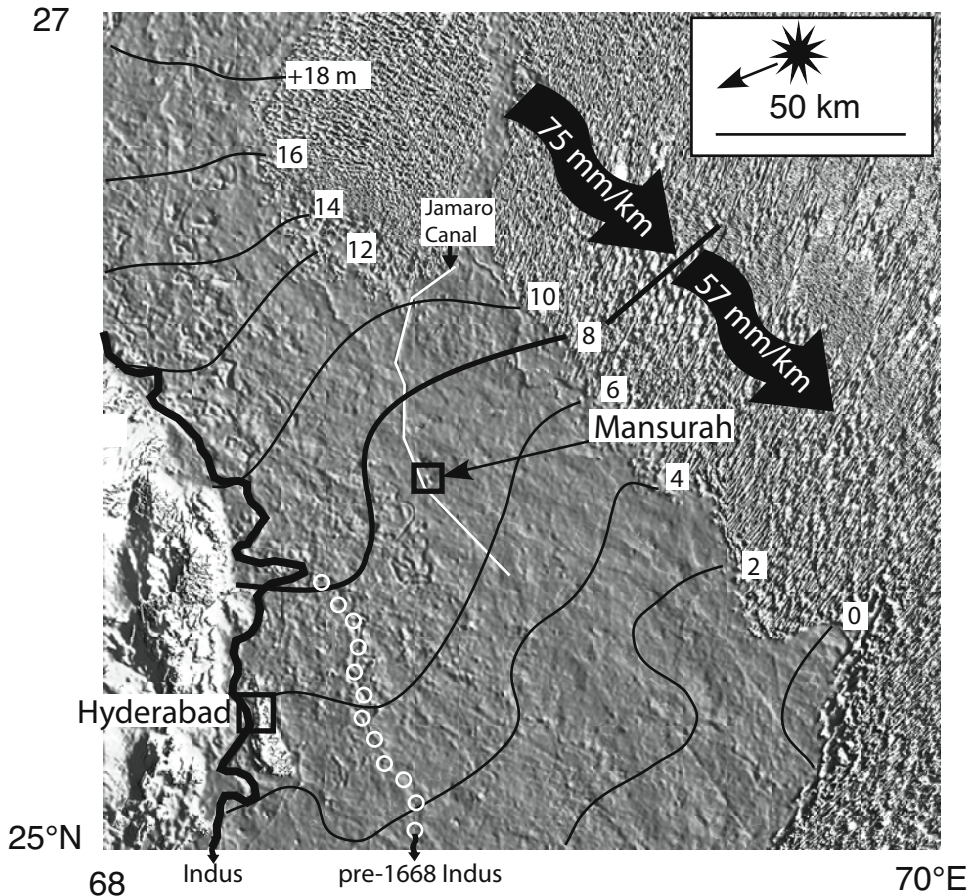 27
+18 m
50 km
75 mm/km
16
14
Jamaro
Canal
12
10
57 mm/km
8
6
Mansurah
4
2
0
Hyderabad
25°N
68
Indus
pre-1668 Indus
70°E